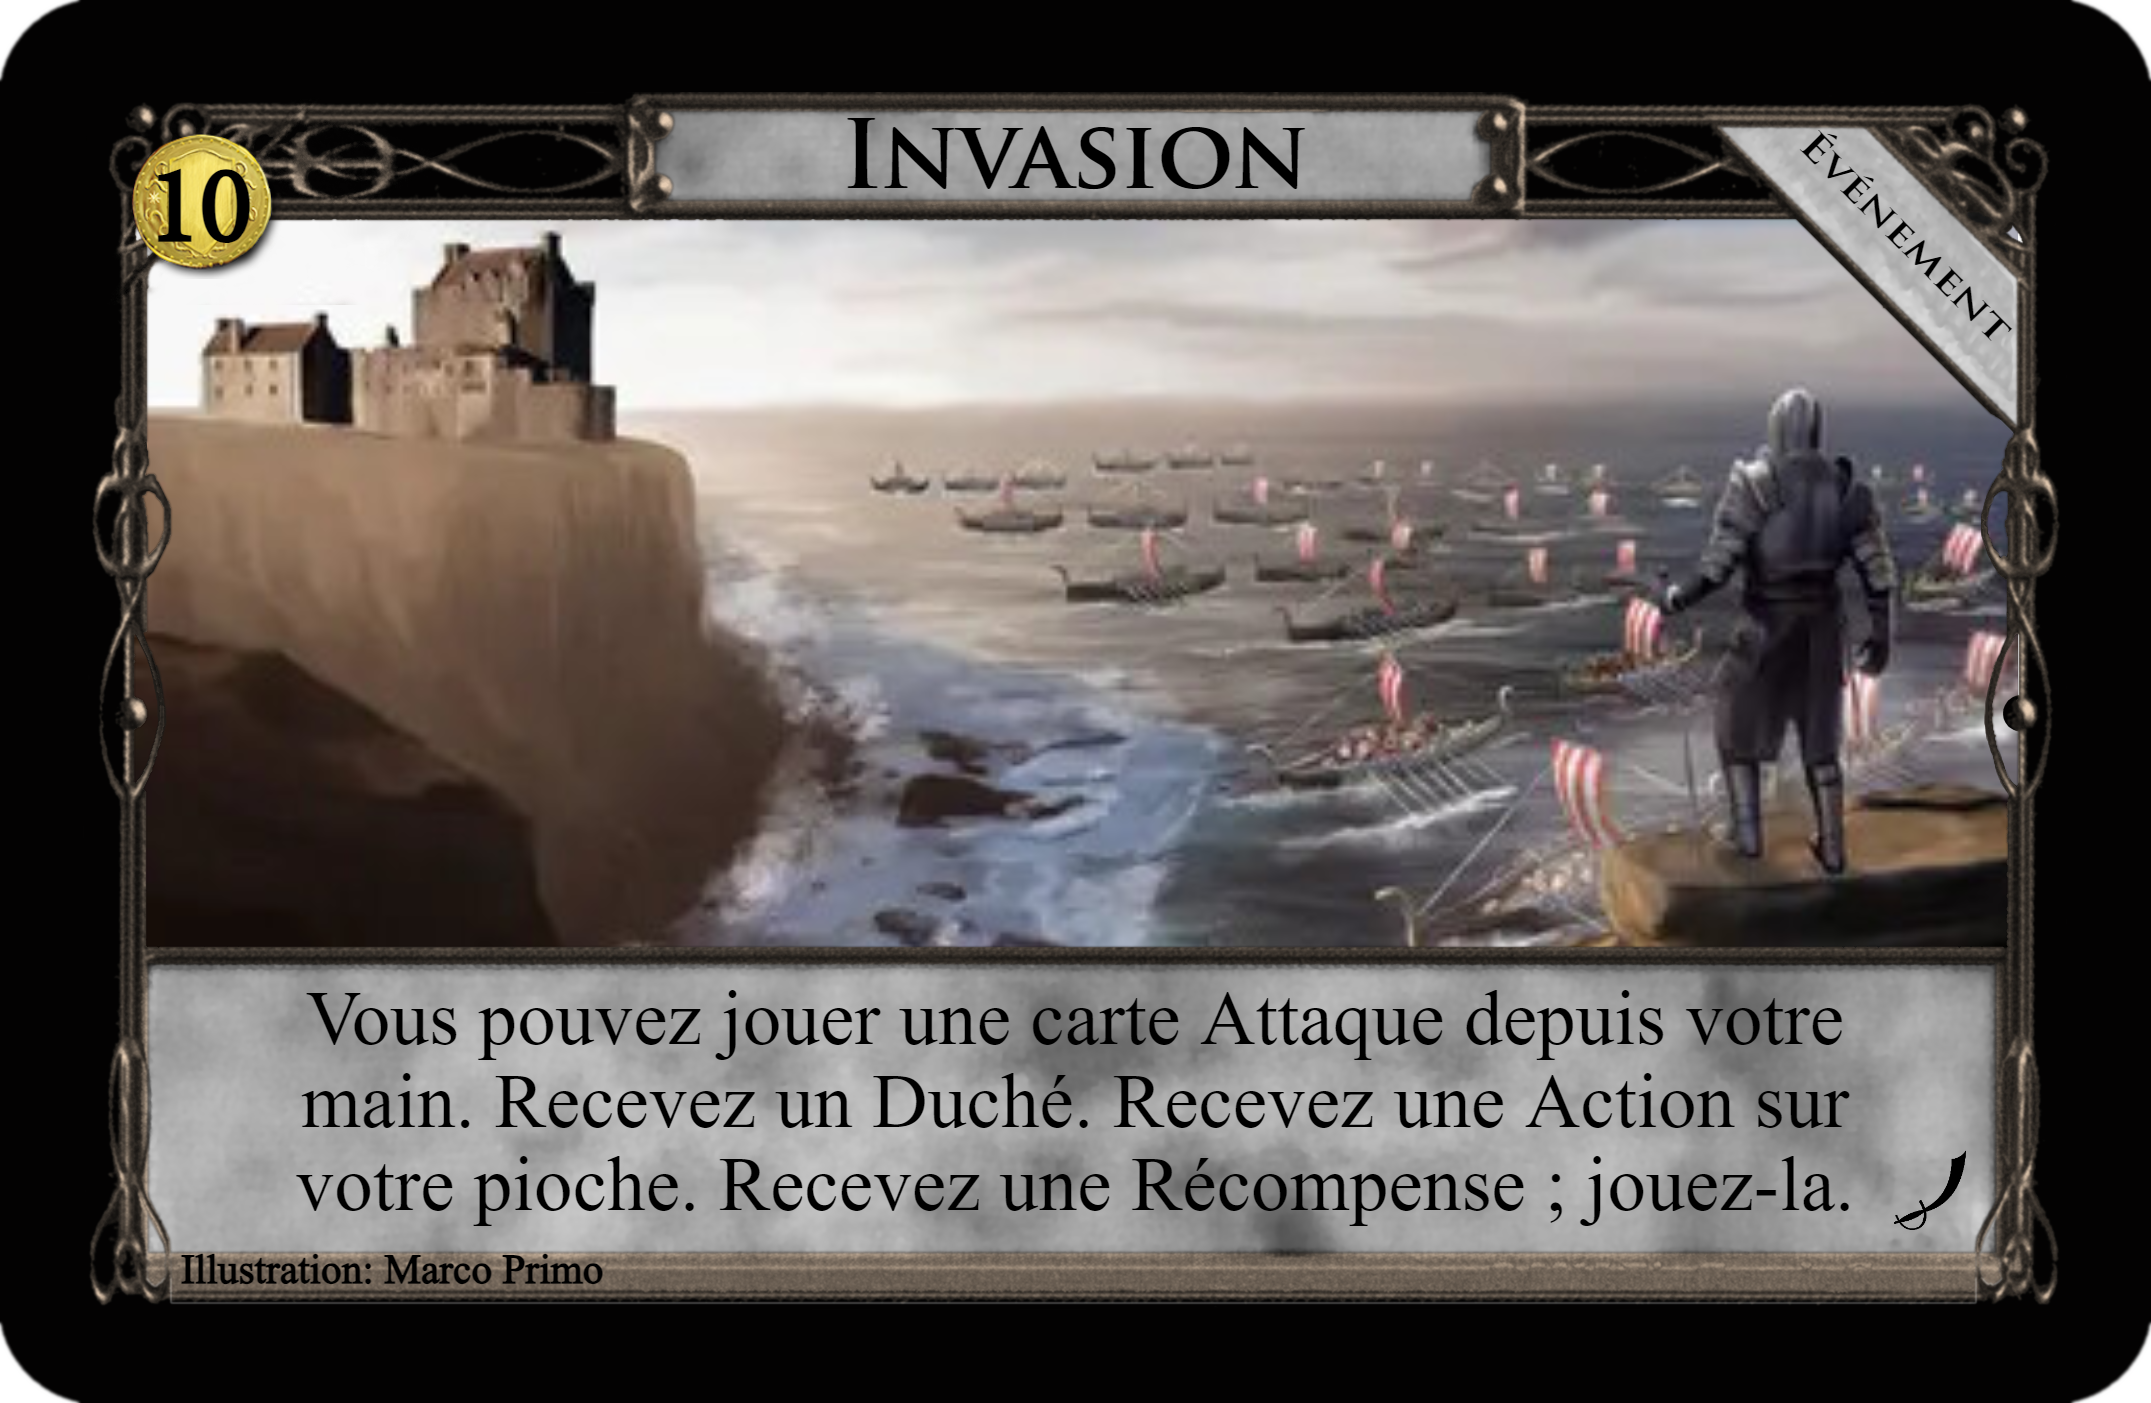 10
INVASION
ÉVÉNEMENT
Vous pouvez jouer une carte Attaque depuis votre
main. Recevez un Duché. Recevez une Action sur
votre pioche. Recevez une Récompense ; jouez-la.
Illustration: Marco Primo